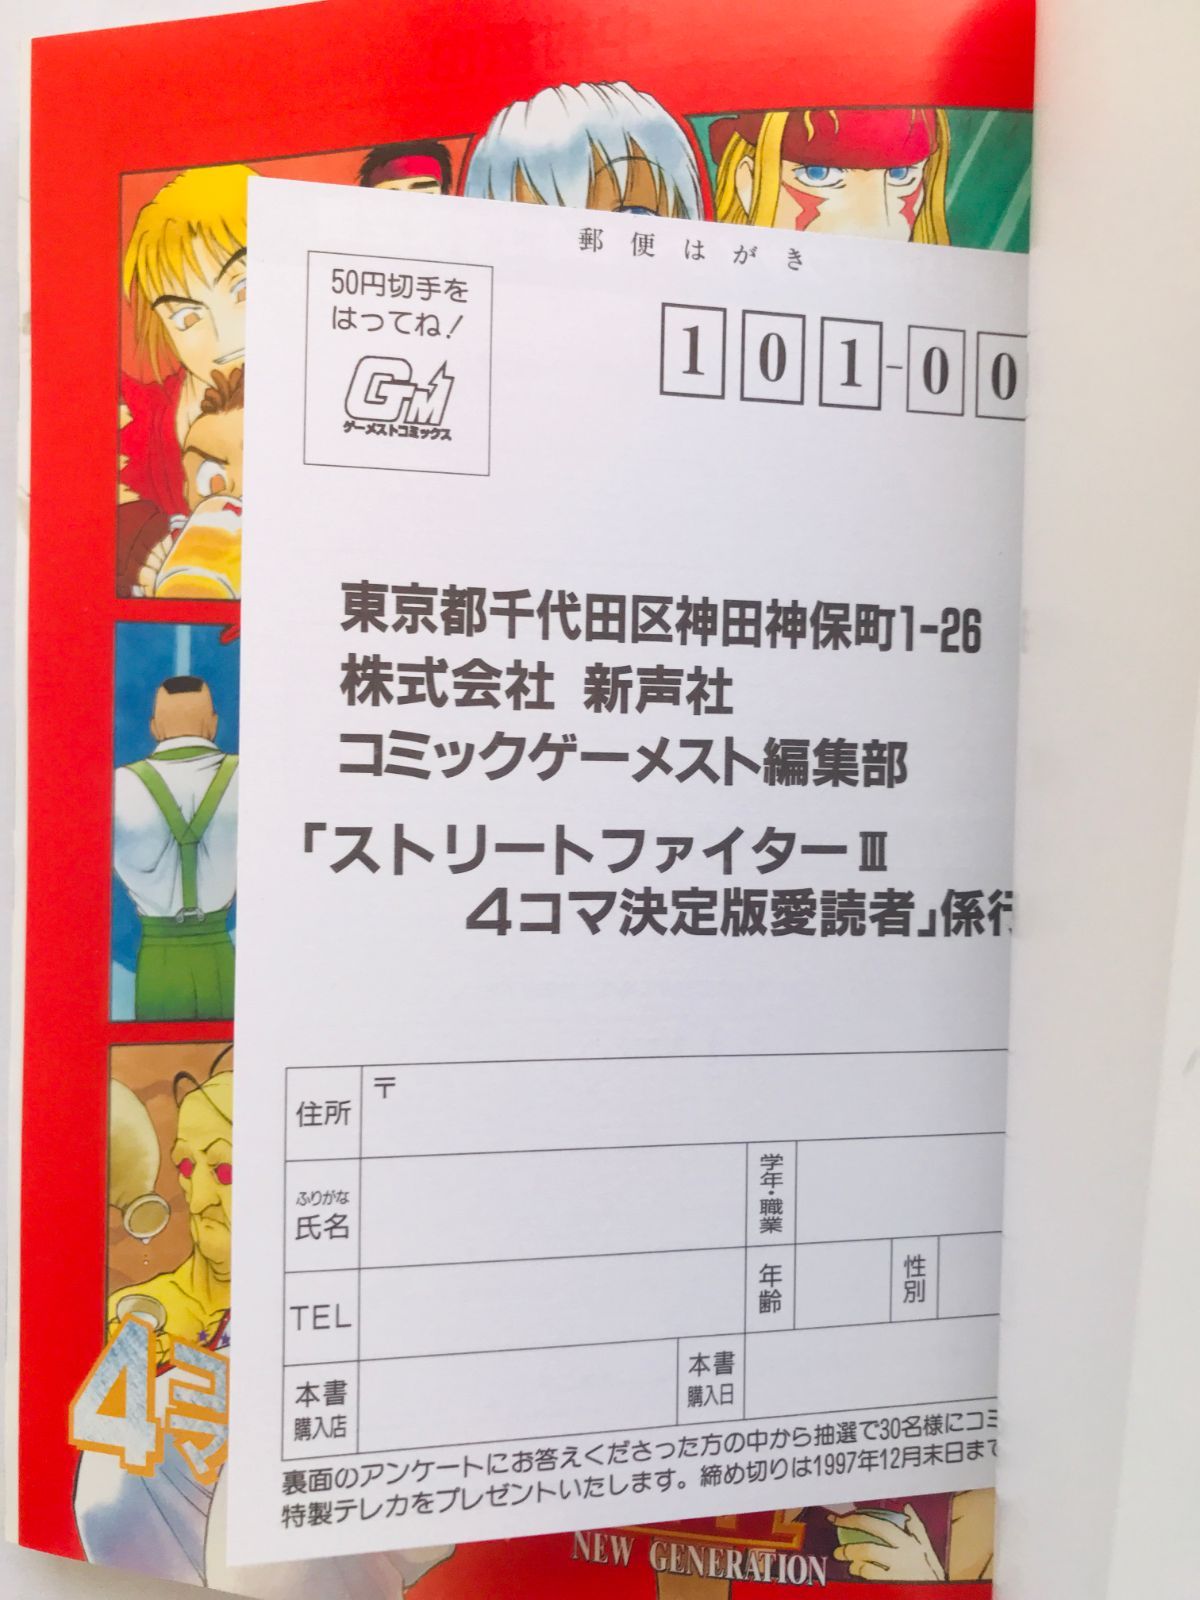 郵便はがき
50円切手を
はってね！
GM
ゲーメストコミックス
101-00
東京都千代田区神田神保町1-26
株式会社 新声社
コミックゲーメスト編集部
「ストリートファイターⅢ
4コマ決定版愛読者」係行
住所
〒
ふりがな
氏名
学年・職業
TEL
年齢
性別
本書
購入店
本書
購入日
裏面のアンケートにお答えくださった方の中から抽選で30名様にコミ
特製テレカをプレゼントいたします。締め切りは1997年12月末日まで
4コマ
NEW GENERATION